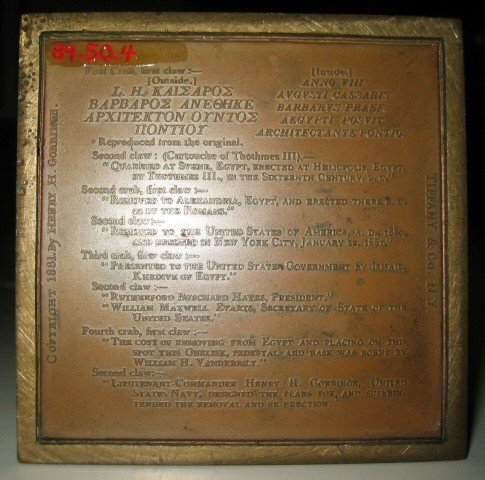 89.50.4
First Crab, first claw:—
[Outside.]
L. H. ΚΑΙΣΑΡΟΣ
ΒΑΡΒΑΡΟΣ ΑΝΕΘΗΚΕ
ΑΡΧΙΤΕΚΤΟΝΟΥΝΤΟΣ
ΠΟΝΤΙΟΥ
[Inside.]
ANNO VIII
AVGVSTI CAESARIS
BARBARVS PRAEF
AEGYPTI POSVIT
ARCHITECTANTE PONTIO.
Reproduced from the original.
Second claw: (Cartouche of Thothmes III).—
"Quarried at Syene, Egypt, erected at Heliopolis, Egypt,
by Thothmes III., in the Sixteenth Century, B. C."
Second crab, first claw:—
"Removed to Alexandria, Egypt, and erected there B. C.
by the Romans."
Second claw:—
"Removed to the United States of America, A. D., 1880,
and erected in New York City, January 22, 1881."
Third crab, first claw:—
"Presented to the United States Government by Ismail,
Khedive of Egypt."
Second claw:—
"Rutherford Burchard Hayes, President."
"William Maxwell Evarts, Secretary of State of the
United States."
Fourth crab, first claw:—
"The cost of removing from Egypt and placing on this
spot this Obelisk, pedestal and base was borne by
William H. Vanderbilt."
Second claw:—
"Lieutenant-Commander Henry H. Gorringe, United
States Navy, designed the plans for, and superin-
tended the removal and re-erection
Copyright 1881. By Henry H. Gorringe.
Tiffany & Co. N.Y.